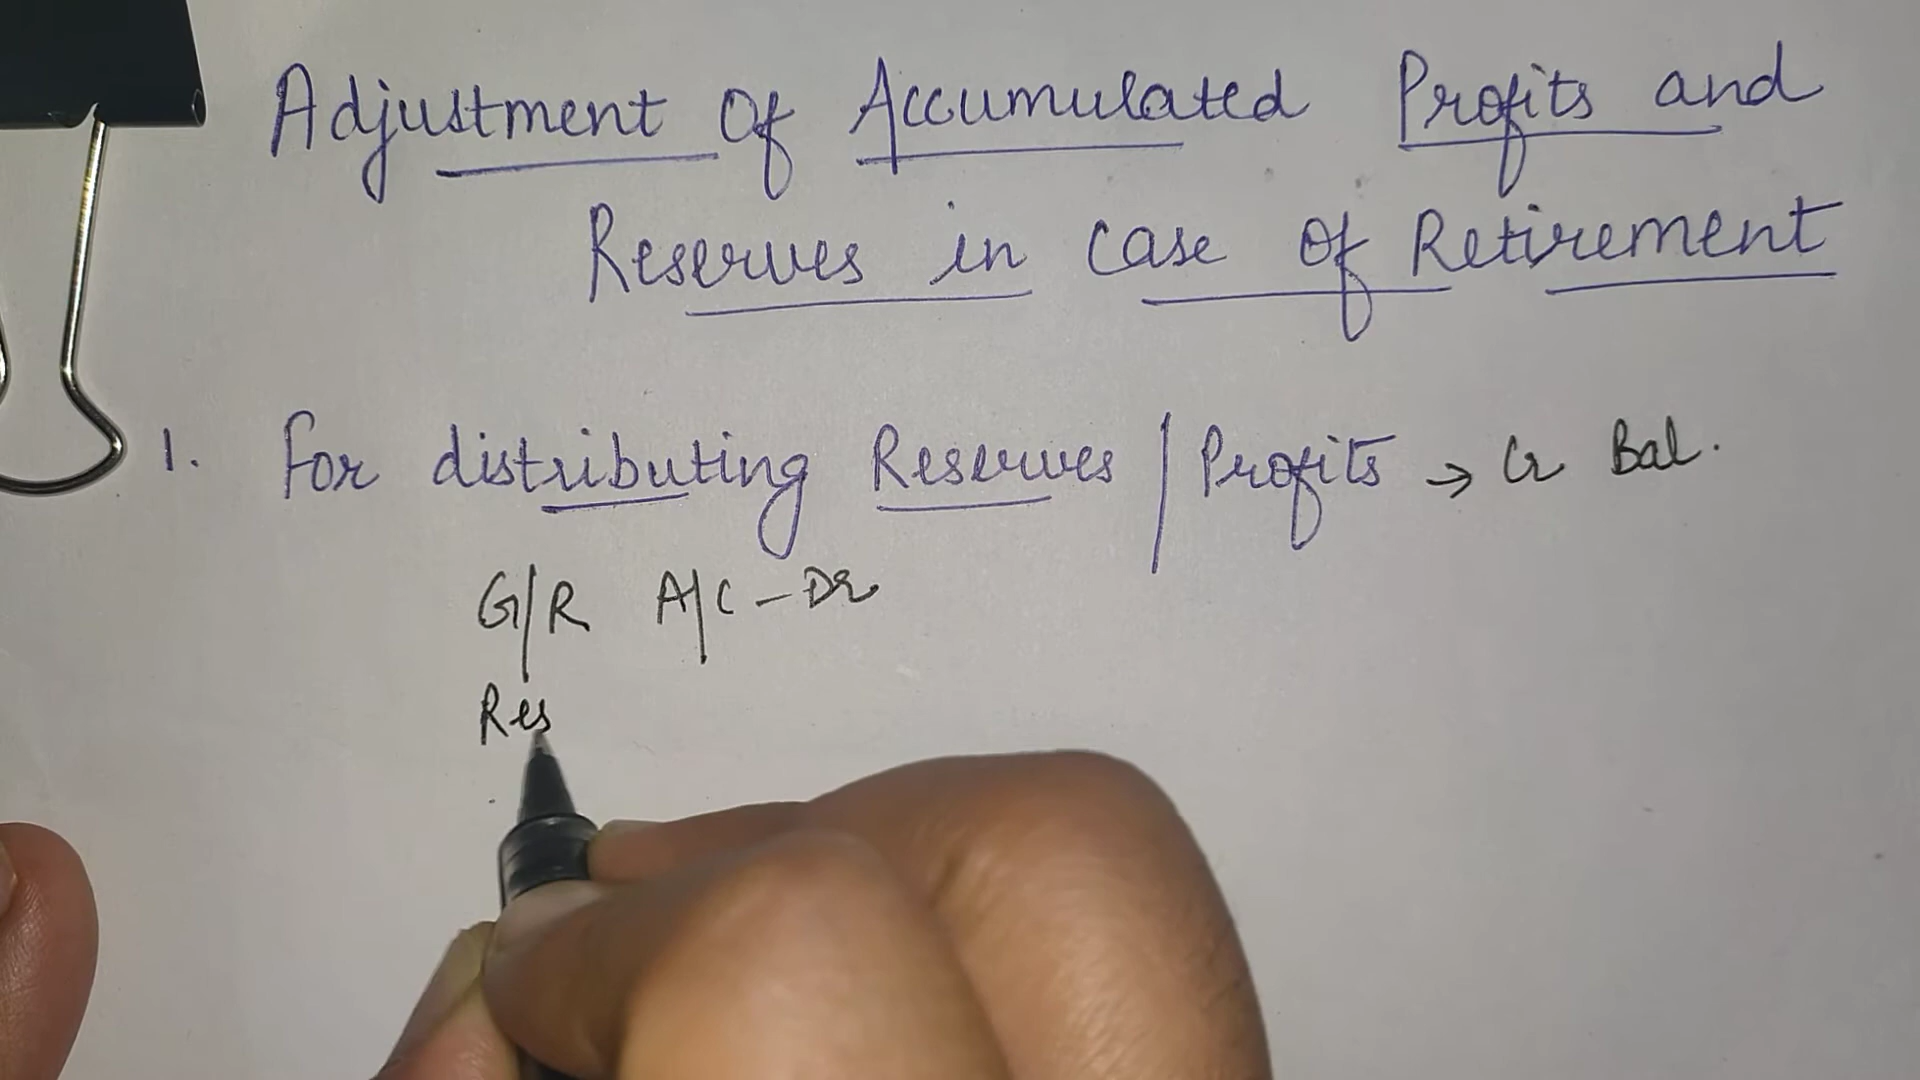 Adjustment Of Accumulated Profits and
Reserves in case of Retirement
1. For distributing Reserves / Profits → Cr Bal.
G/R A/C - Dr
Res